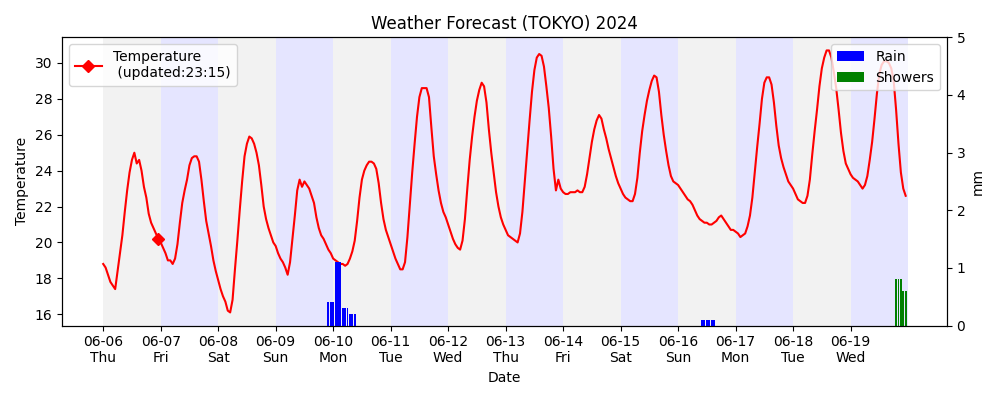 Weather Forecast (TOKYO) 2024
Temperature
(updated:23:15)
Rain
Showers
30
28
26
24
22
20
18
16
Temperature
5
4
3
2
1
0
mm
06-06 06-07 06-08 06-09 06-10 06-11 06-12 06-13 06-14 06-15 06-16 06-17 06-18 06-19
Thu Fri Sat Sun Mon Tue Wed Thu Fri Sat Sun Mon Tue Wed
Date